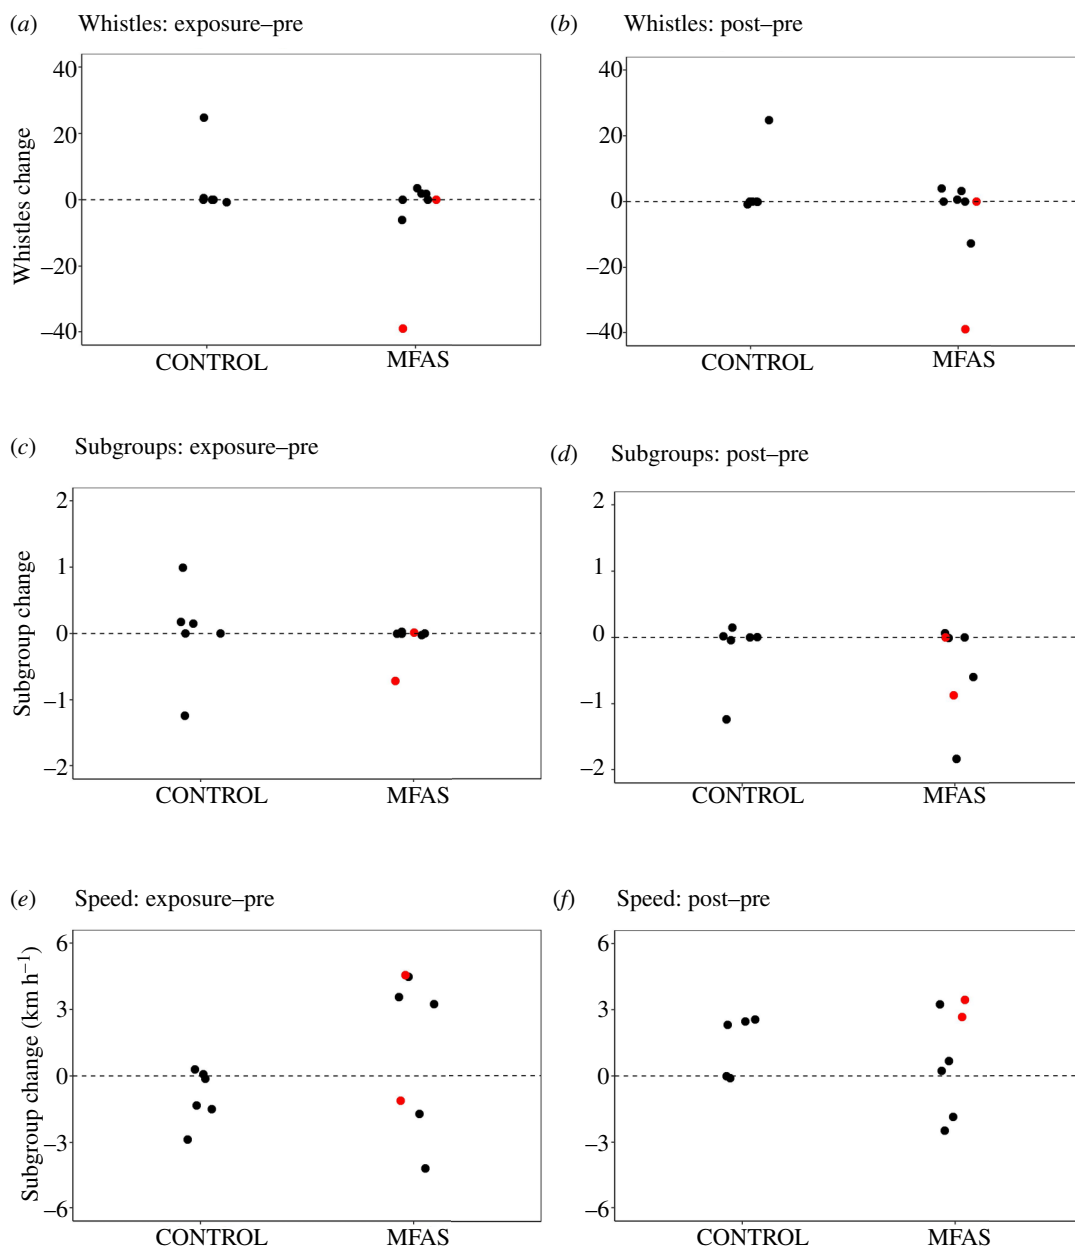 (a) Whistles: exposure–pre
(b) Whistles: post–pre
Whistles change
40
20
0
–20
–40
CONTROL MFAS
40
20
0
–20
–40
CONTROL MFAS
(c) Subgroups: exposure–pre
(d) Subgroups: post–pre
Subgroup change
2
1
0
–1
–2
CONTROL MFAS
2
1
0
–1
–2
CONTROL MFAS
(e) Speed: exposure–pre
(f) Speed: post–pre
Subgroup change (km h⁻¹)
6
3
0
–3
–6
CONTROL MFAS
6
3
0
–3
–6
CONTROL MFAS